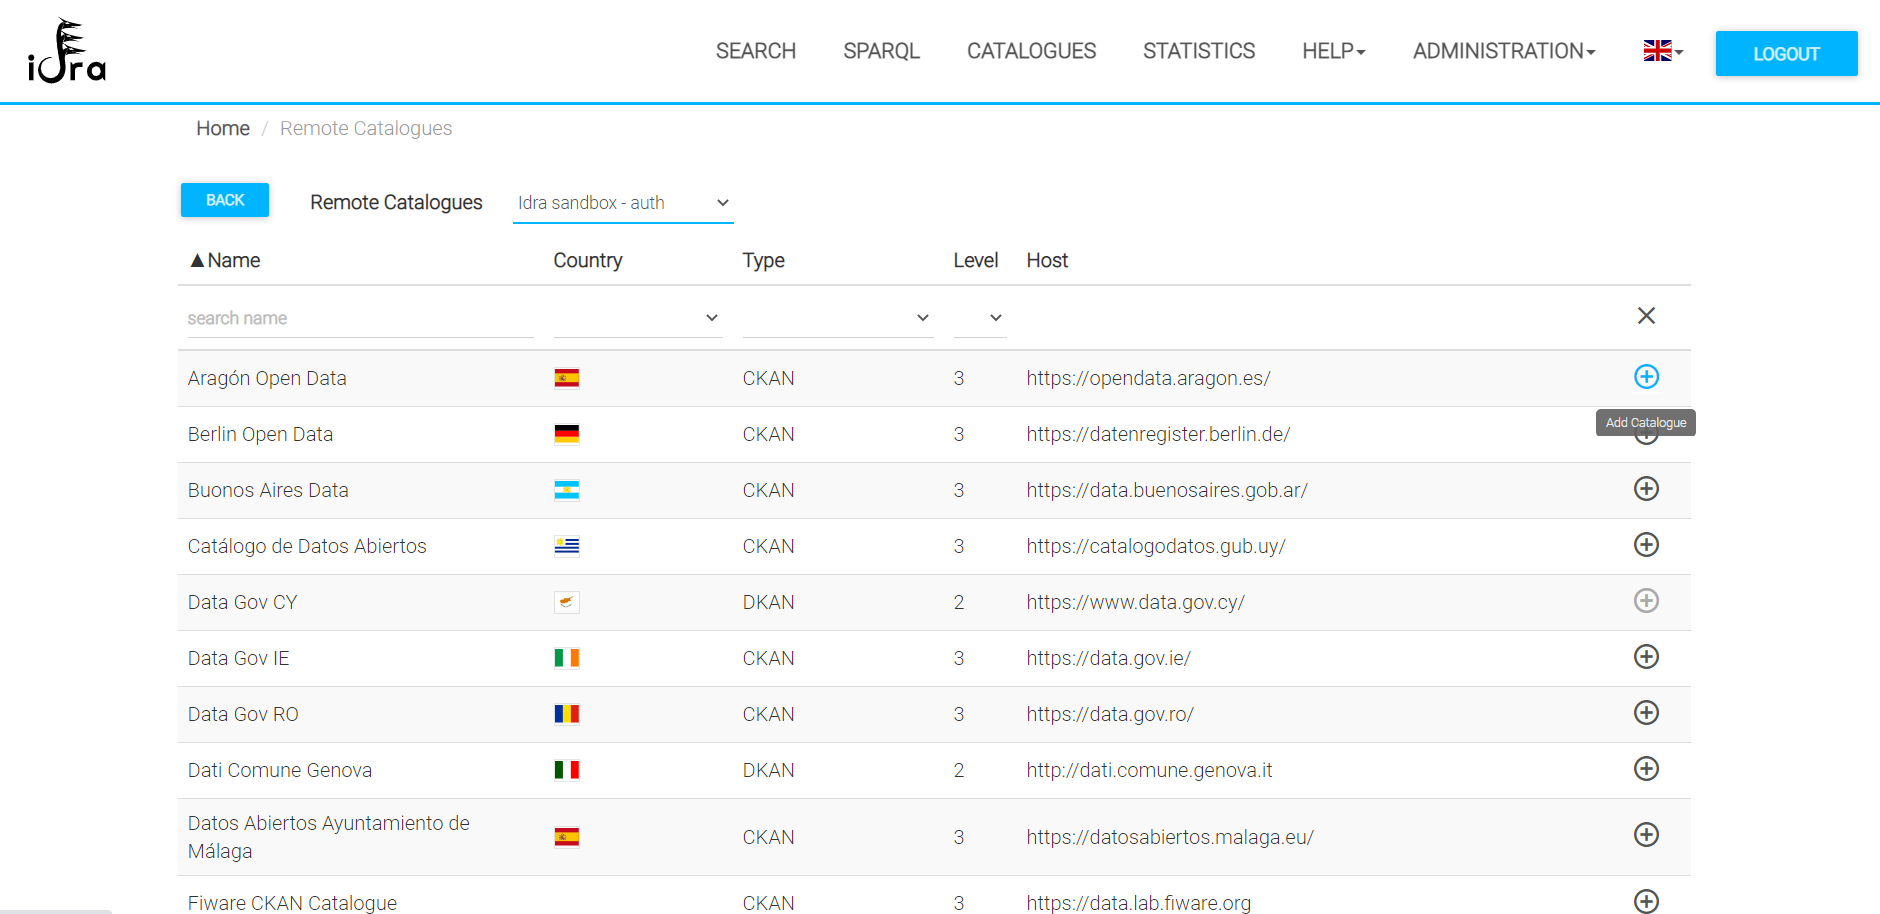 idra
SEARCH SPARQL CATALOGUES STATISTICS HELP ADMINISTRATION LOGOUT
Home / Remote Catalogues
BACK Remote Catalogues Idra sandbox - auth
▲Name Country Type Level Host
search name
Aragón Open Data CKAN 3 https://opendata.aragon.es/
Add Catalogue
Berlin Open Data CKAN 3 https://datenregister.berlin.de/
Buonos Aires Data CKAN 3 https://data.buenosaires.gob.ar/
Catálogo de Datos Abiertos CKAN 3 https://catalogodatos.gub.uy/
Data Gov CY DKAN 2 https://www.data.gov.cy/
Data Gov IE CKAN 3 https://data.gov.ie/
Data Gov RO CKAN 3 https://data.gov.ro/
Dati Comune Genova DKAN 2 http://dati.comune.genova.it
Datos Abiertos Ayuntamiento de
Málaga CKAN 3 https://datosabiertos.malaga.eu/
Fiware CKAN Catalogue CKAN 3 https://data.lab.fiware.org